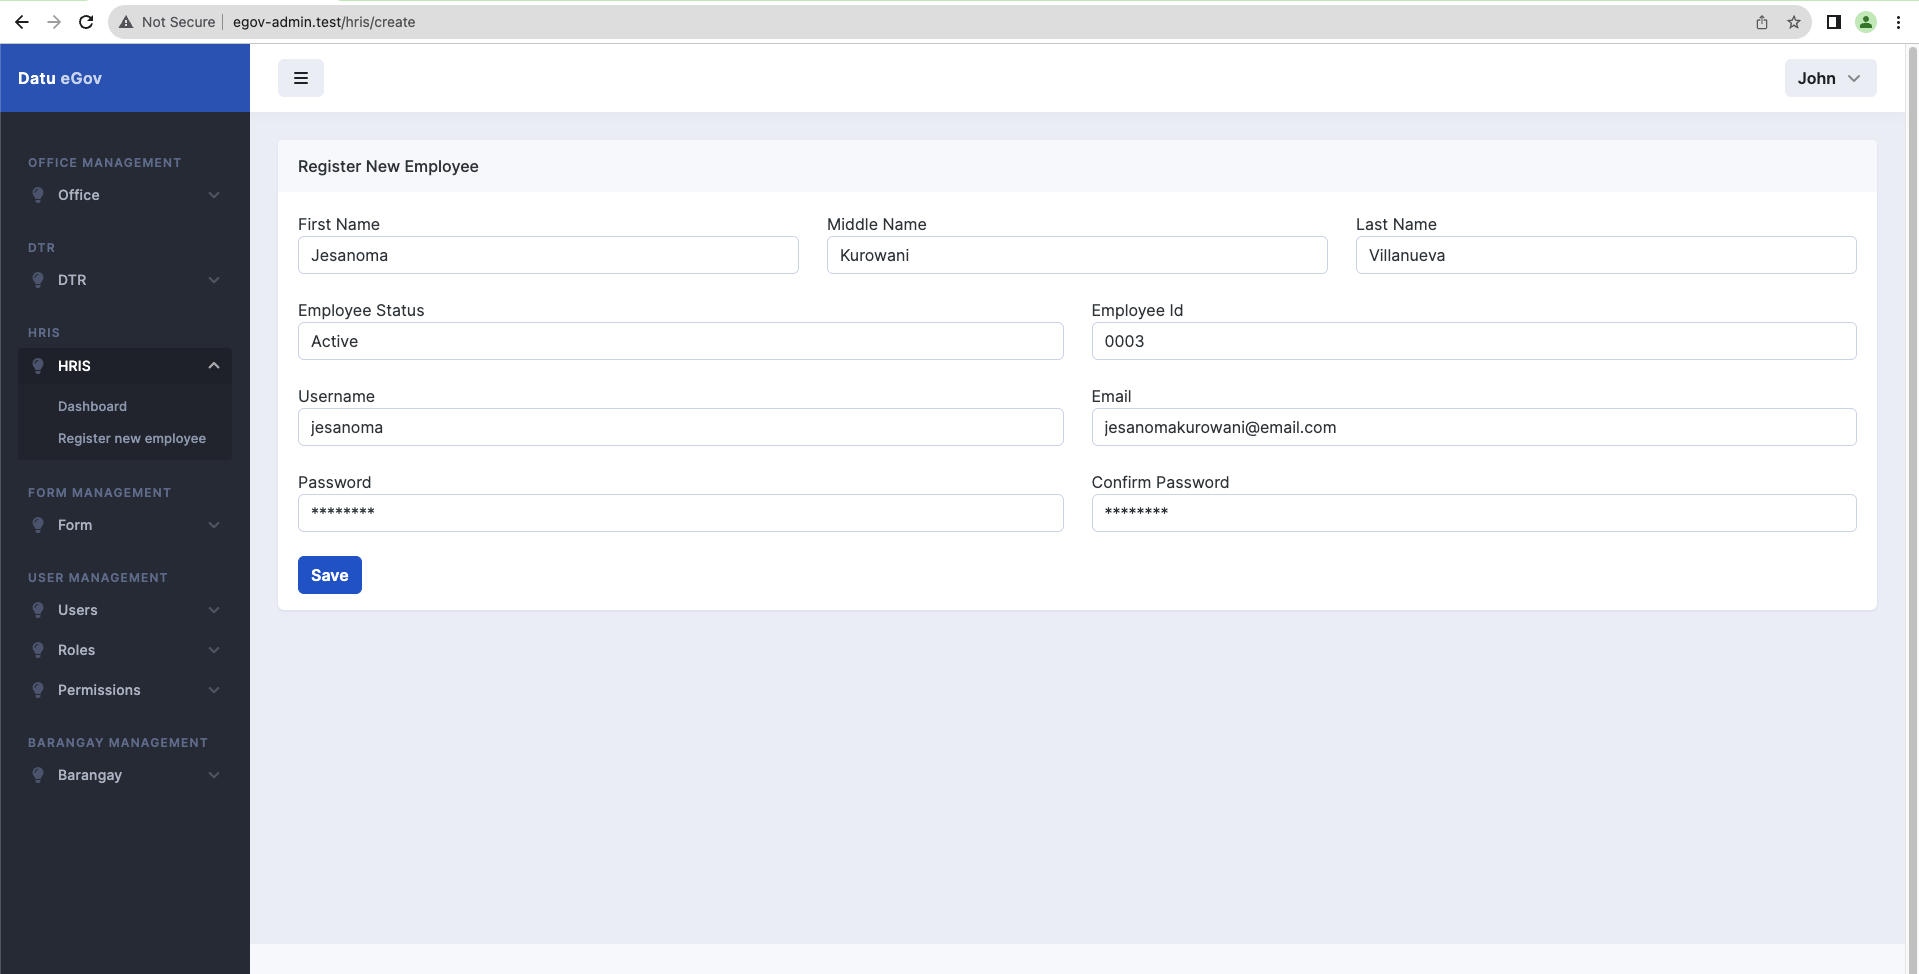 Not Secure egov-admin.test/hris/create
Datu eGov
John
OFFICE MANAGEMENT
Office
DTR
DTR
HRIS
HRIS
Dashboard
Register new employee
FORM MANAGEMENT
Form
USER MANAGEMENT
Users
Roles
Permissions
BARANGAY MANAGEMENT
Barangay
Register New Employee
First Name Middle Name Last Name
Jesanoma Kurowani Villanueva
Employee Status Employee Id
Active 0003
Username Email
jesanoma jesanomakurowani@email.com
Password Confirm Password
******** ********
Save